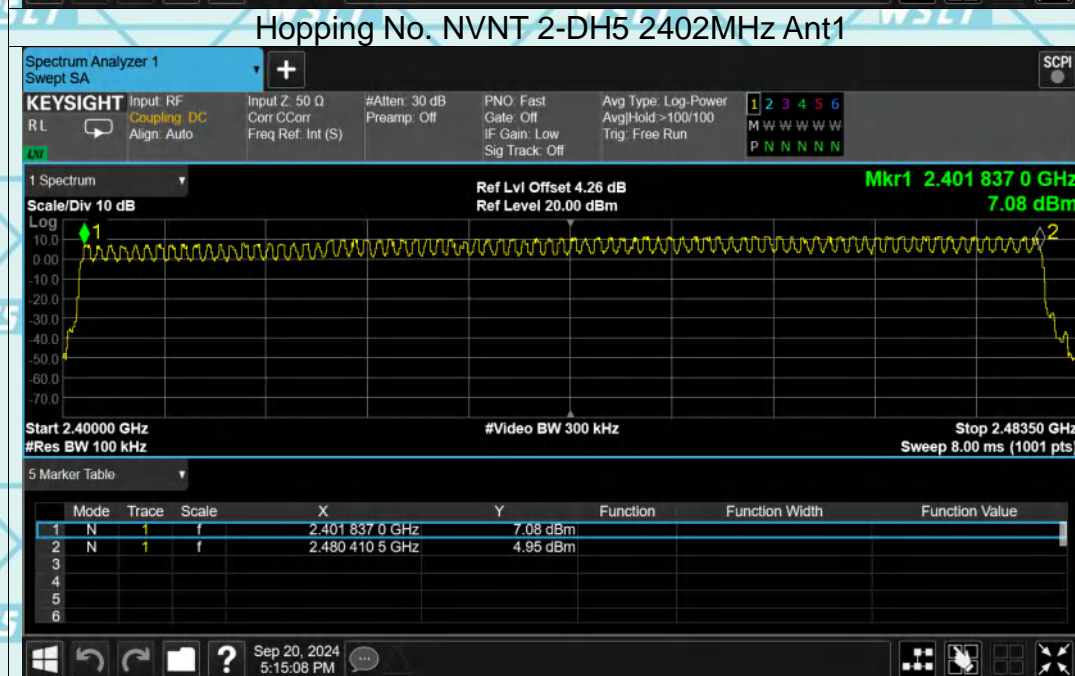 Hopping No. NVNT 2-DH5 2402MHz Ant1
Spectrum Analyzer 1
Swept SA
+
SCPI
KEYSIGHT Input: RF Input Z: 50 Ω #Atten: 30 dB PNO: Fast Avg Type: Log-Power 1 2 3 4 5 6
RL Coupling: DC Corr CCorr Preamp: Off Gate: Off Avg|Hold:>100/100 M W W W W W
Align: Auto Freq Ref: Int (S) IF Gain: Low Trig: Free Run P N N N N N
LXI Sig Track: Off
1 Spectrum
Ref Lvl Offset 4.26 dB Mkr1 2.401 837 0 GHz
Scale/Div 10 dB Ref Level 20.00 dBm 7.08 dBm
Log
10.0
1
2
0.00
-10.0
-20.0
-30.0
-40.0
-50.0
-60.0
-70.0
Start 2.40000 GHz #Video BW 300 kHz Stop 2.48350 GHz
#Res BW 100 kHz Sweep 8.00 ms (1001 pts)
5 Marker Table
Mode Trace Scale X Y Function Function Width Function Value
1 N 1 f 2.401 837 0 GHz 7.08 dBm
2 N 1 f 2.480 410 5 GHz 4.95 dBm
3
4
5
6
? Sep 20, 2024
5:15:08 PM